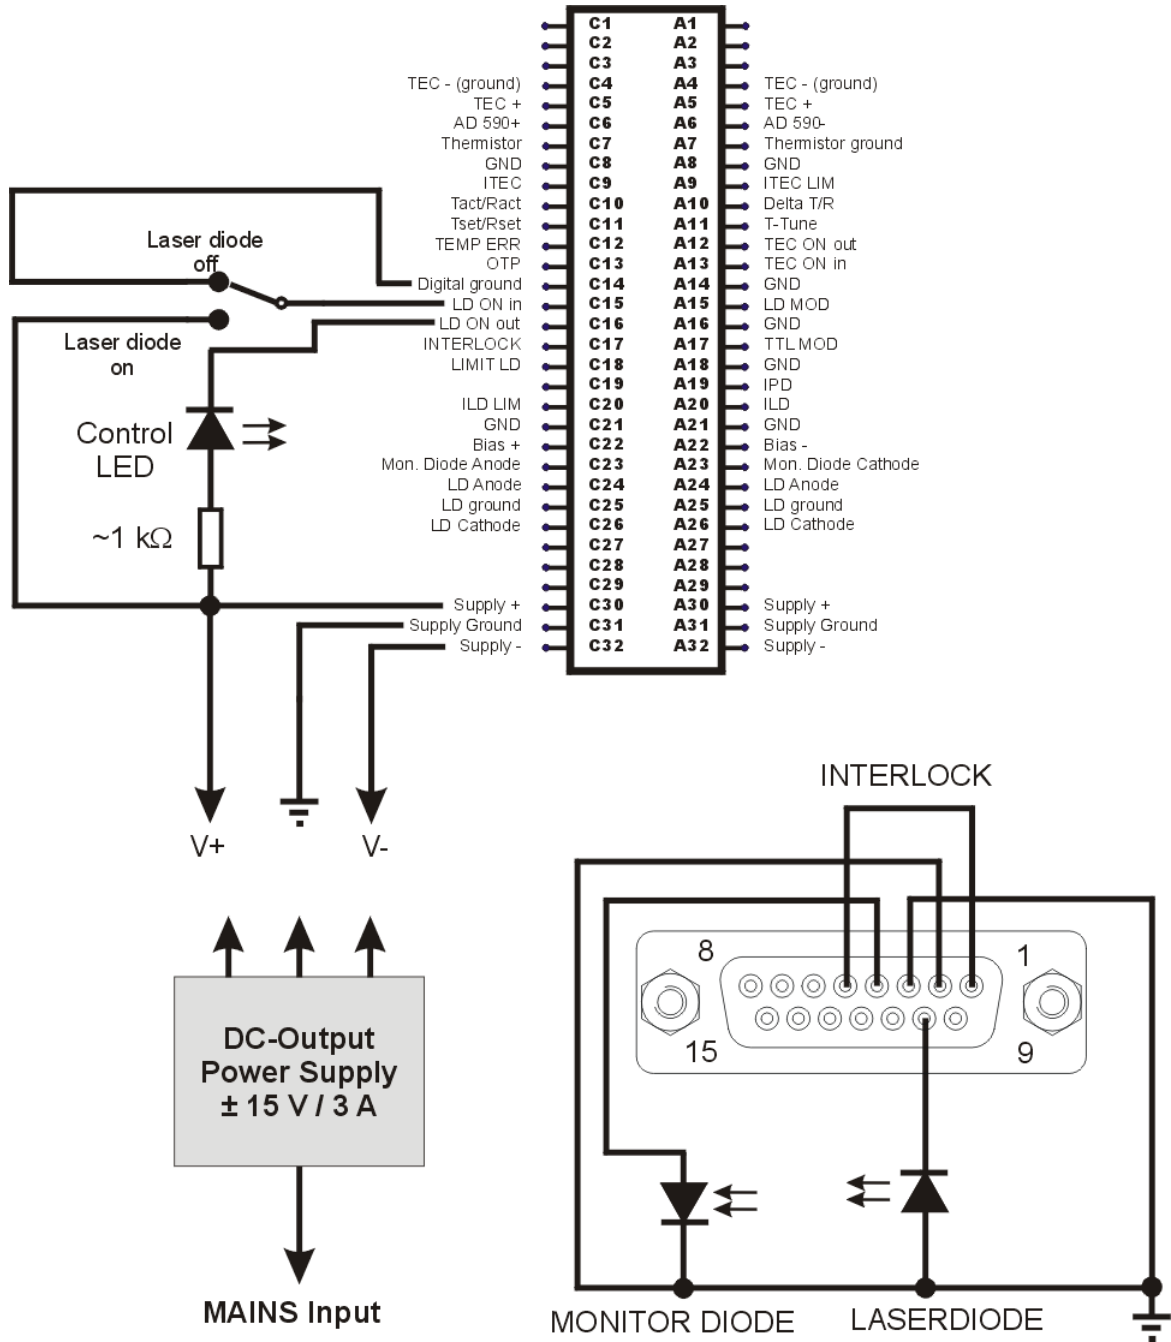 C1 A1
C2 A2
C3 A3
TEC - (ground) C4 A4 TEC - (ground)
TEC + C5 A5 TEC +
AD 590+ C6 A6 AD 590-
Thermistor C7 A7 Thermistor ground
GND C8 A8 GND
ITEC C9 A9 ITEC LIM
Tact/Ract C10 A10 Delta T/R
Tset/Rset C11 A11 T-Tune
TEMP ERR C12 A12 TEC ON out
OTP C13 A13 TEC ON in
Digital ground C14 A14 GND
LD ON in C15 A15 LD MOD
LD ON out C16 A16 GND
INTERLOCK C17 A17 TTL MOD
LIMIT LD C18 A18 GND
C19 A19 IPD
ILD LIM C20 A20 ILD
GND C21 A21 GND
Bias + C22 A22 Bias -
Mon. Diode Anode C23 A23 Mon. Diode Cathode
LD Anode C24 A24 LD Anode
LD ground C25 A25 LD ground
LD Cathode C26 A26 LD Cathode
C27 A27
C28 A28
C29 A29
Supply + C30 A30 Supply +
Supply Ground C31 A31 Supply Ground
Supply - C32 A32 Supply -
Laser diode
off
Laser diode
on
Control
LED
~1 kΩ
V+ V-
DC-Output
Power Supply
± 15 V / 3 A
MAINS Input
INTERLOCK
8 1
15 9
MONITOR DIODE LASERDIODE